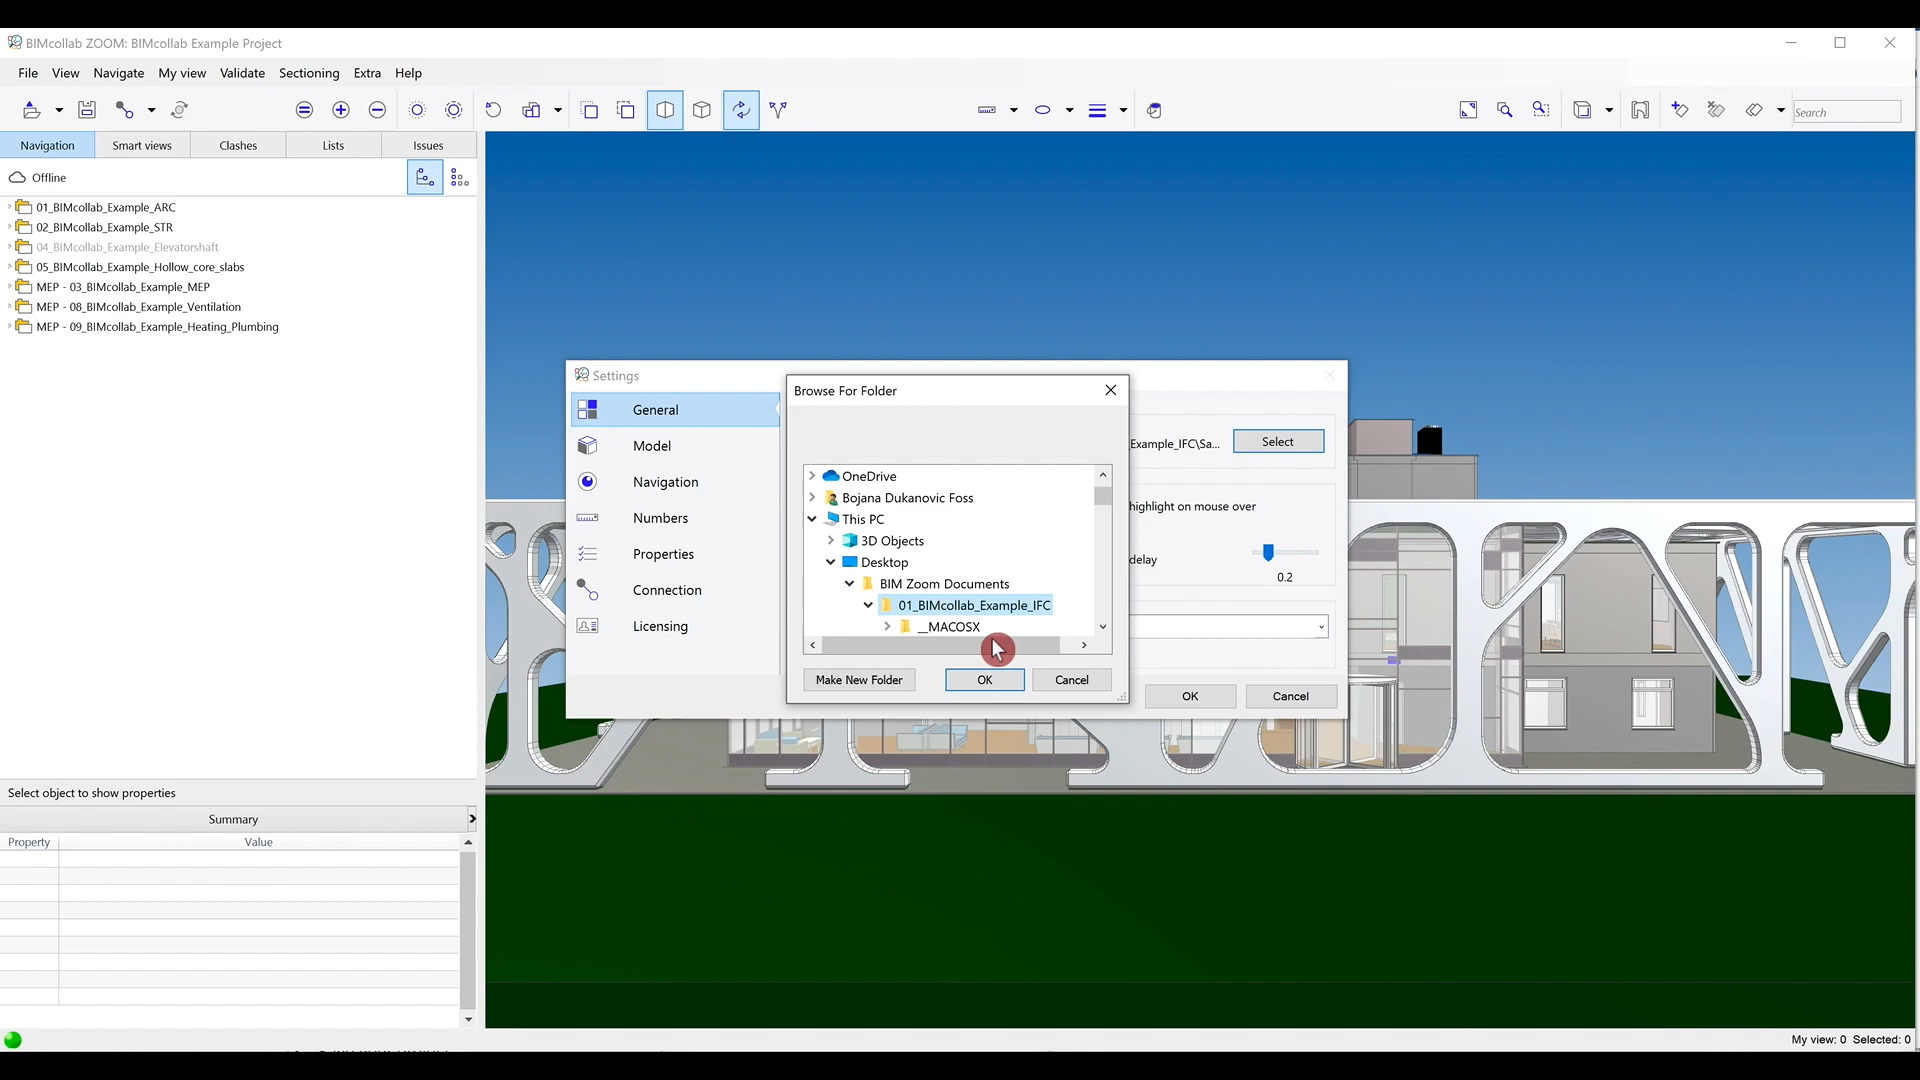 BIMcollab ZOOM: BIMcollab Example Project
File View Navigate My view Validate Sectioning Extra Help
Search
Navigation Smart views Clashes Lists Issues
Offline
01_BIMcollab_Example_ARC
02_BIMcollab_Example_STR
04_BIMcollab_Example_Elevatorshaft
05_BIMcollab_Example_Hollow_core_slabs
MEP - 03_BIMcollab_Example_MEP
MEP - 08_BIMcollab_Example_Ventilation
MEP - 09_BIMcollab_Example_Heating_Plumbing
Settings
General
Model
Navigation
Numbers
Properties
Connection
Licensing
Browse For Folder
OneDrive
Bojana Dukanovic Foss
This PC
3D Objects
Desktop
BIM Zoom Documents
01_BIMcollab_Example_IFC
__MACOSX
Make New Folder OK Cancel
_Example_IFC\Sa... Select
highlight on mouse over
delay
0.2
OK Cancel
Select object to show properties
Summary
Property Value
My view: 0 Selected: 0